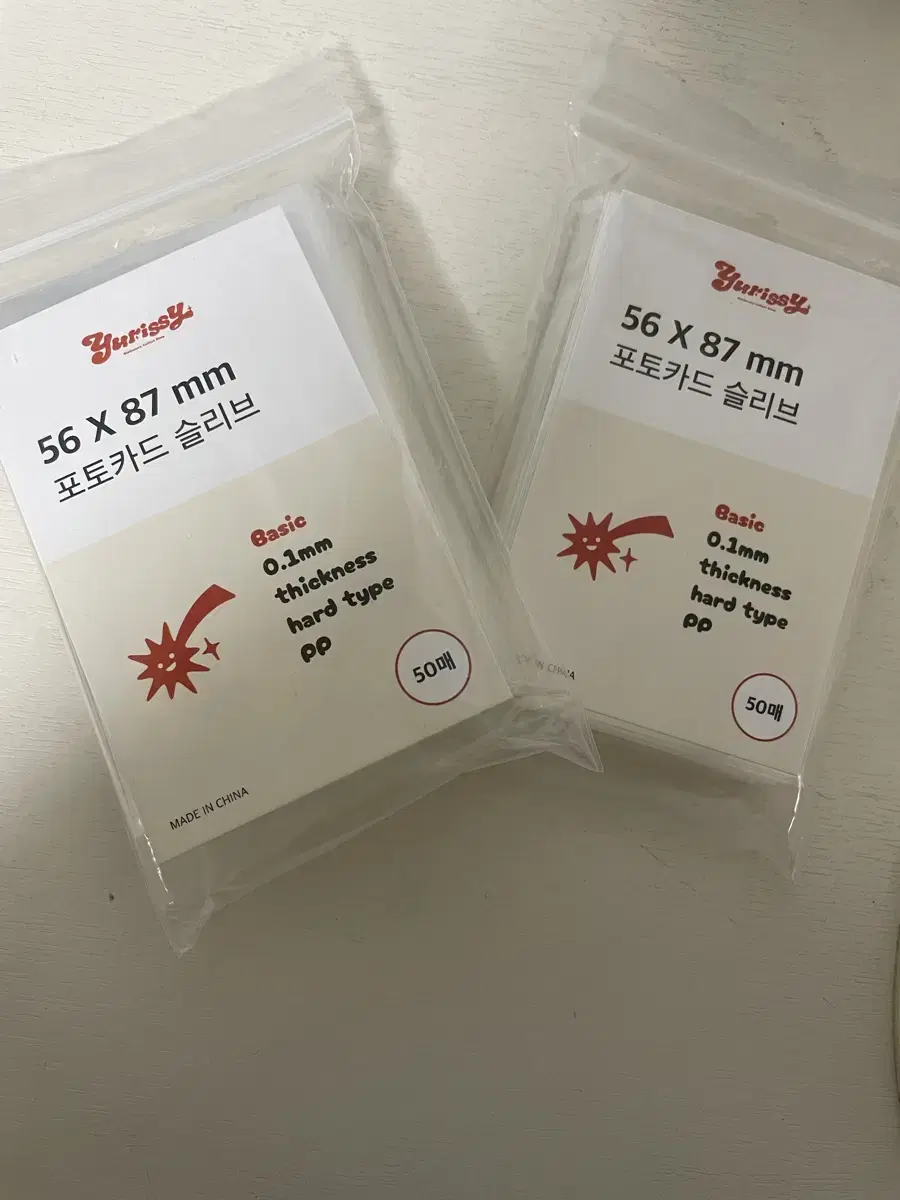 yurissy
56 X 87 mm
포토카드 슬리브
Basic
0.1mm
thickness
hard type
pp
50매
MADE IN CHINA
yurissy
56 X 87 mm
포토카드 슬리브
Basic
0.1mm
thickness
hard type
pp
50매
IN CHINA